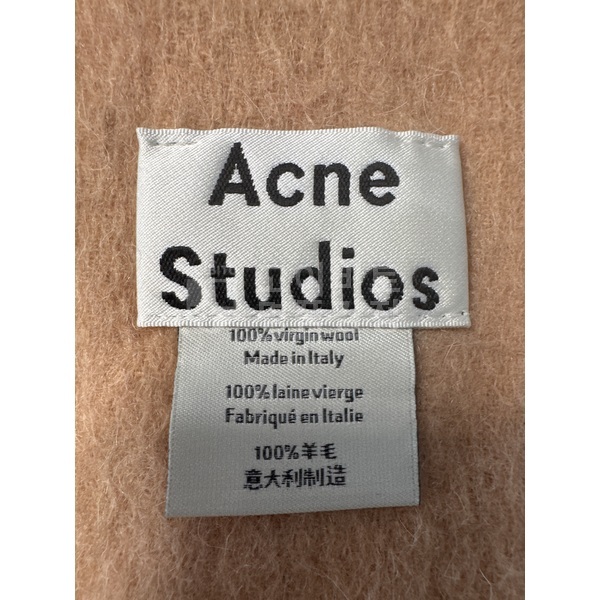 Acne
Studios
100% virgin wool
Made in Italy
100% laine vierge
Fabriqué en Italie
100%羊毛
意大利制造